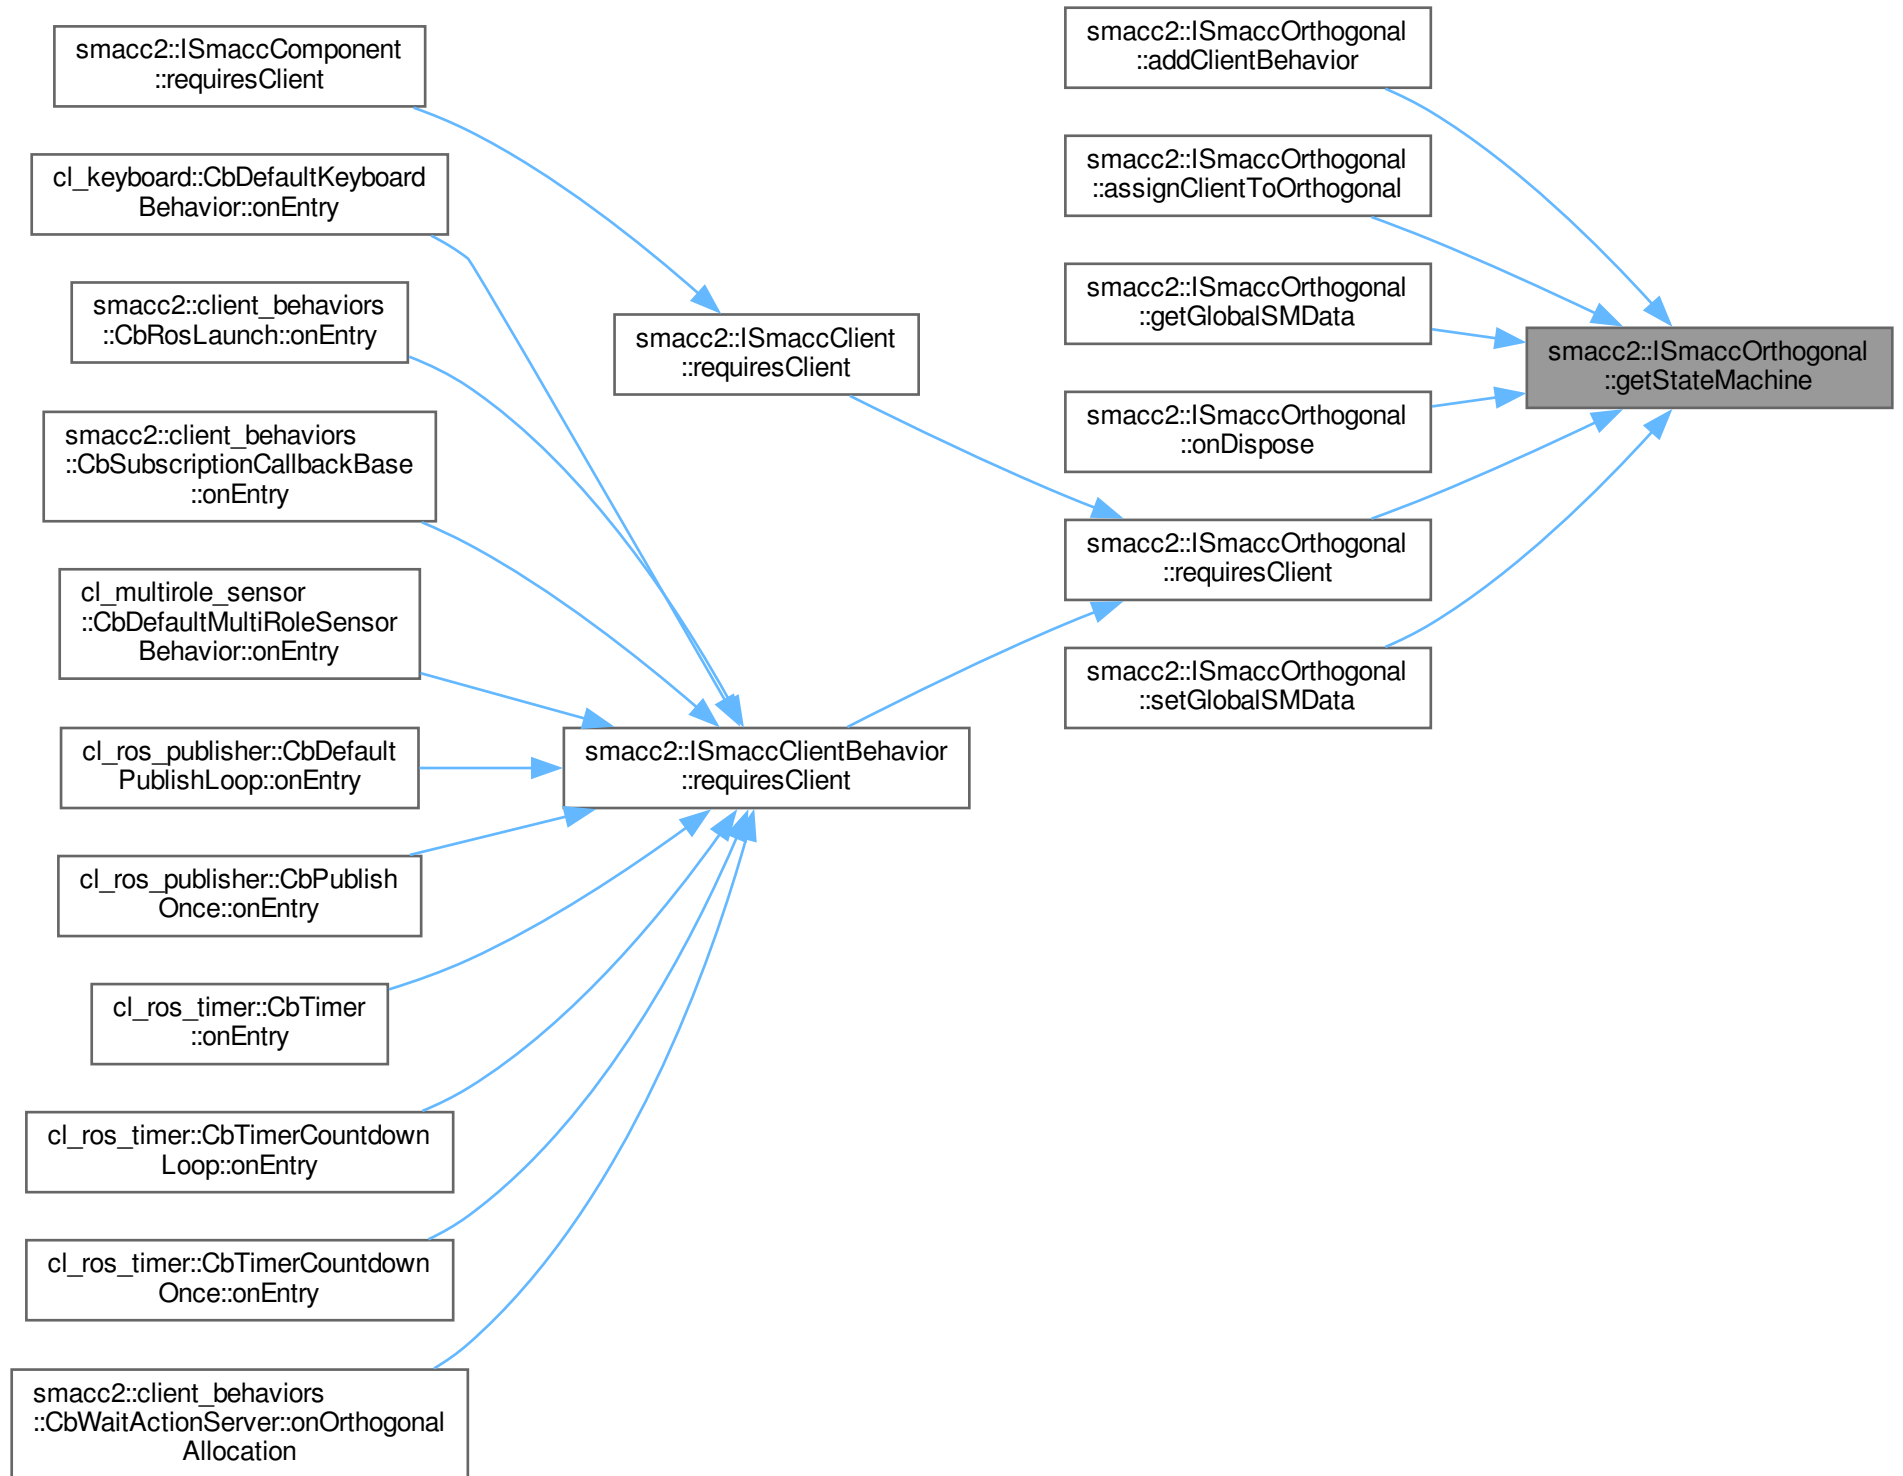 smacc2::ISmaccComponent
::requiresClient
cl_keyboard::CbDefaultKeyboard
Behavior::onEntry
smacc2::client_behaviors
::CbRosLaunch::onEntry
smacc2::client_behaviors
::CbSubscriptionCallbackBase
::onEntry
cl_multirole_sensor
::CbDefaultMultiRoleSensor
Behavior::onEntry
cl_ros_publisher::CbDefault
PublishLoop::onEntry
cl_ros_publisher::CbPublish
Once::onEntry
cl_ros_timer::CbTimer
::onEntry
cl_ros_timer::CbTimerCountdown
Loop::onEntry
cl_ros_timer::CbTimerCountdown
Once::onEntry
smacc2::client_behaviors
::CbWaitActionServer::onOrthogonal
Allocation
smacc2::ISmaccClient
::requiresClient
smacc2::ISmaccClientBehavior
::requiresClient
smacc2::ISmaccOrthogonal
::addClientBehavior
smacc2::ISmaccOrthogonal
::assignClientToOrthogonal
smacc2::ISmaccOrthogonal
::getGlobalSMData
smacc2::ISmaccOrthogonal
::onDispose
smacc2::ISmaccOrthogonal
::requiresClient
smacc2::ISmaccOrthogonal
::setGlobalSMData
smacc2::ISmaccOrthogonal
::getStateMachine